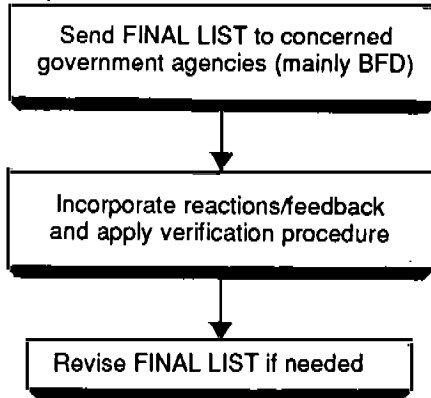 Send FINAL LIST to concerned
government agencies (mainly BFD)
Incorporate reactions/feedback
and apply verification procedure
Revise FINAL LIST if needed